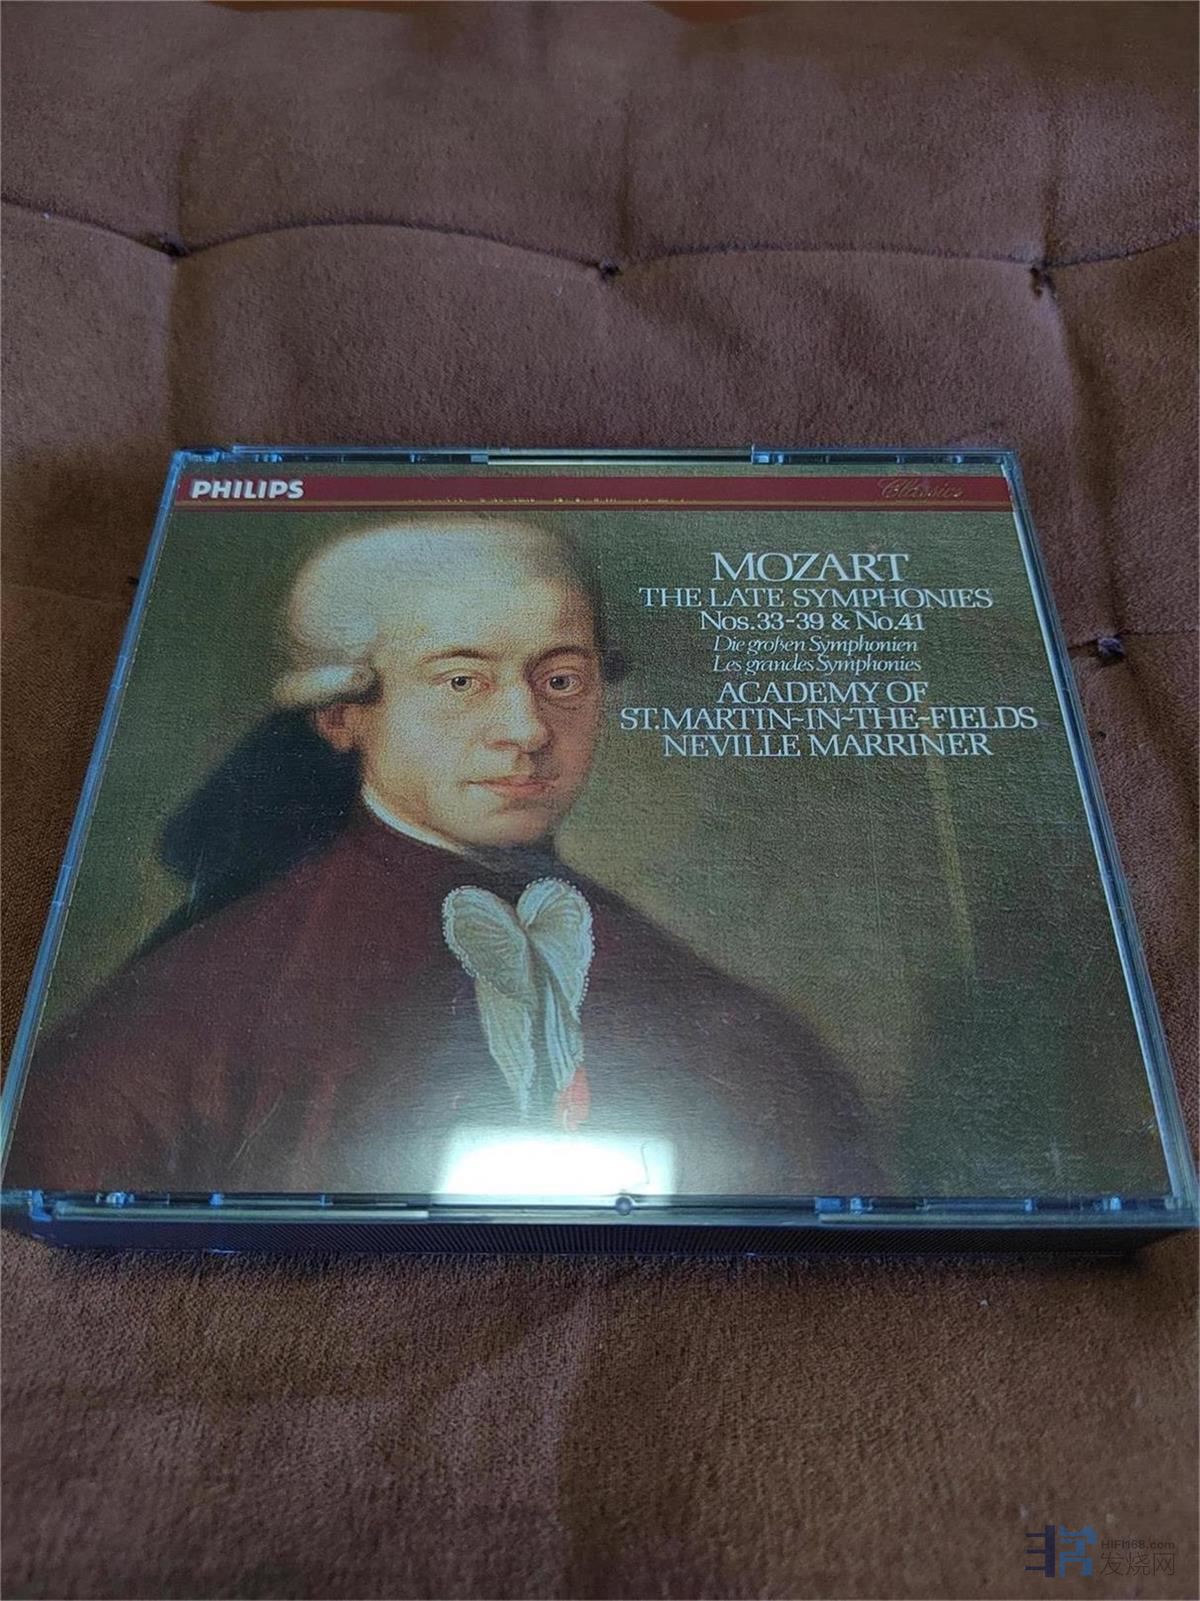 PHILIPS
Classics
MOZART
THE LATE SYMPHONIES
Nos.33-39 & No.41
Die großen Symphonien
Les grandes Symphonies
ACADEMY OF
ST.MARTIN~IN~THE~FIELDS
NEVILLE MARRINER
HIFI168.com
发烧网